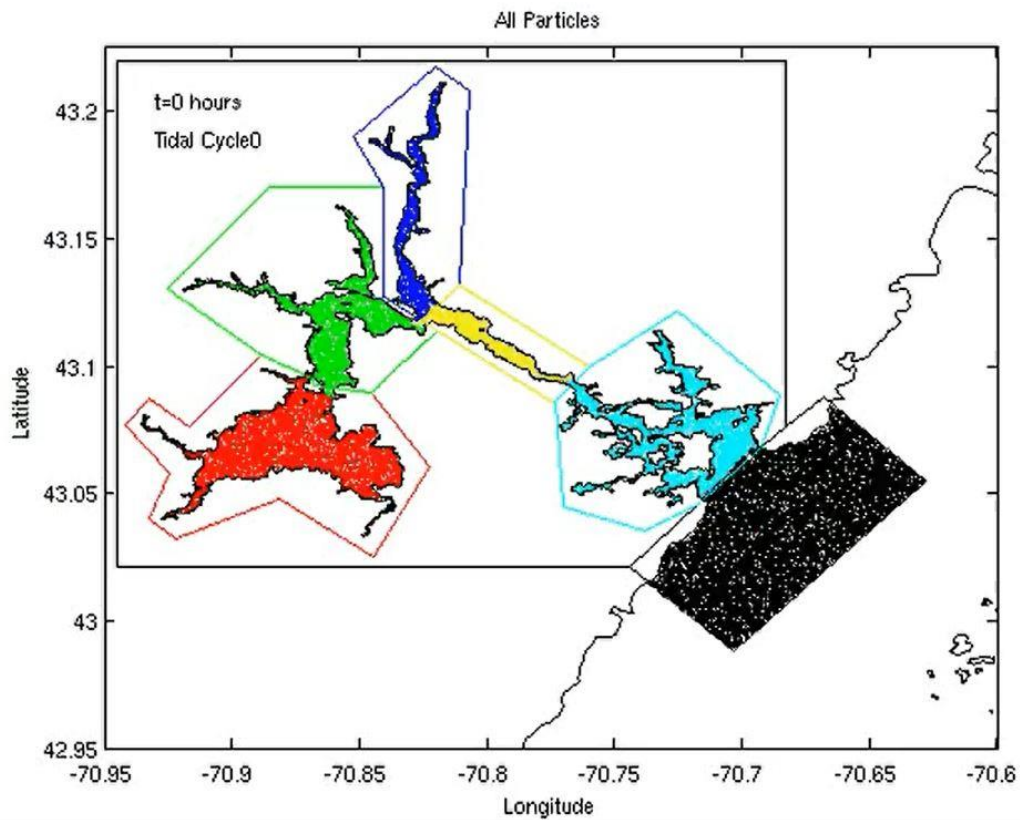 All Particles
t=0 hours
Tidal Cycle0
43.2
43.15
43.1
43.05
43
42.95
Latitude
-70.95
-70.9
-70.85
-70.8
-70.75
-70.7
-70.65
-70.6
Longitude